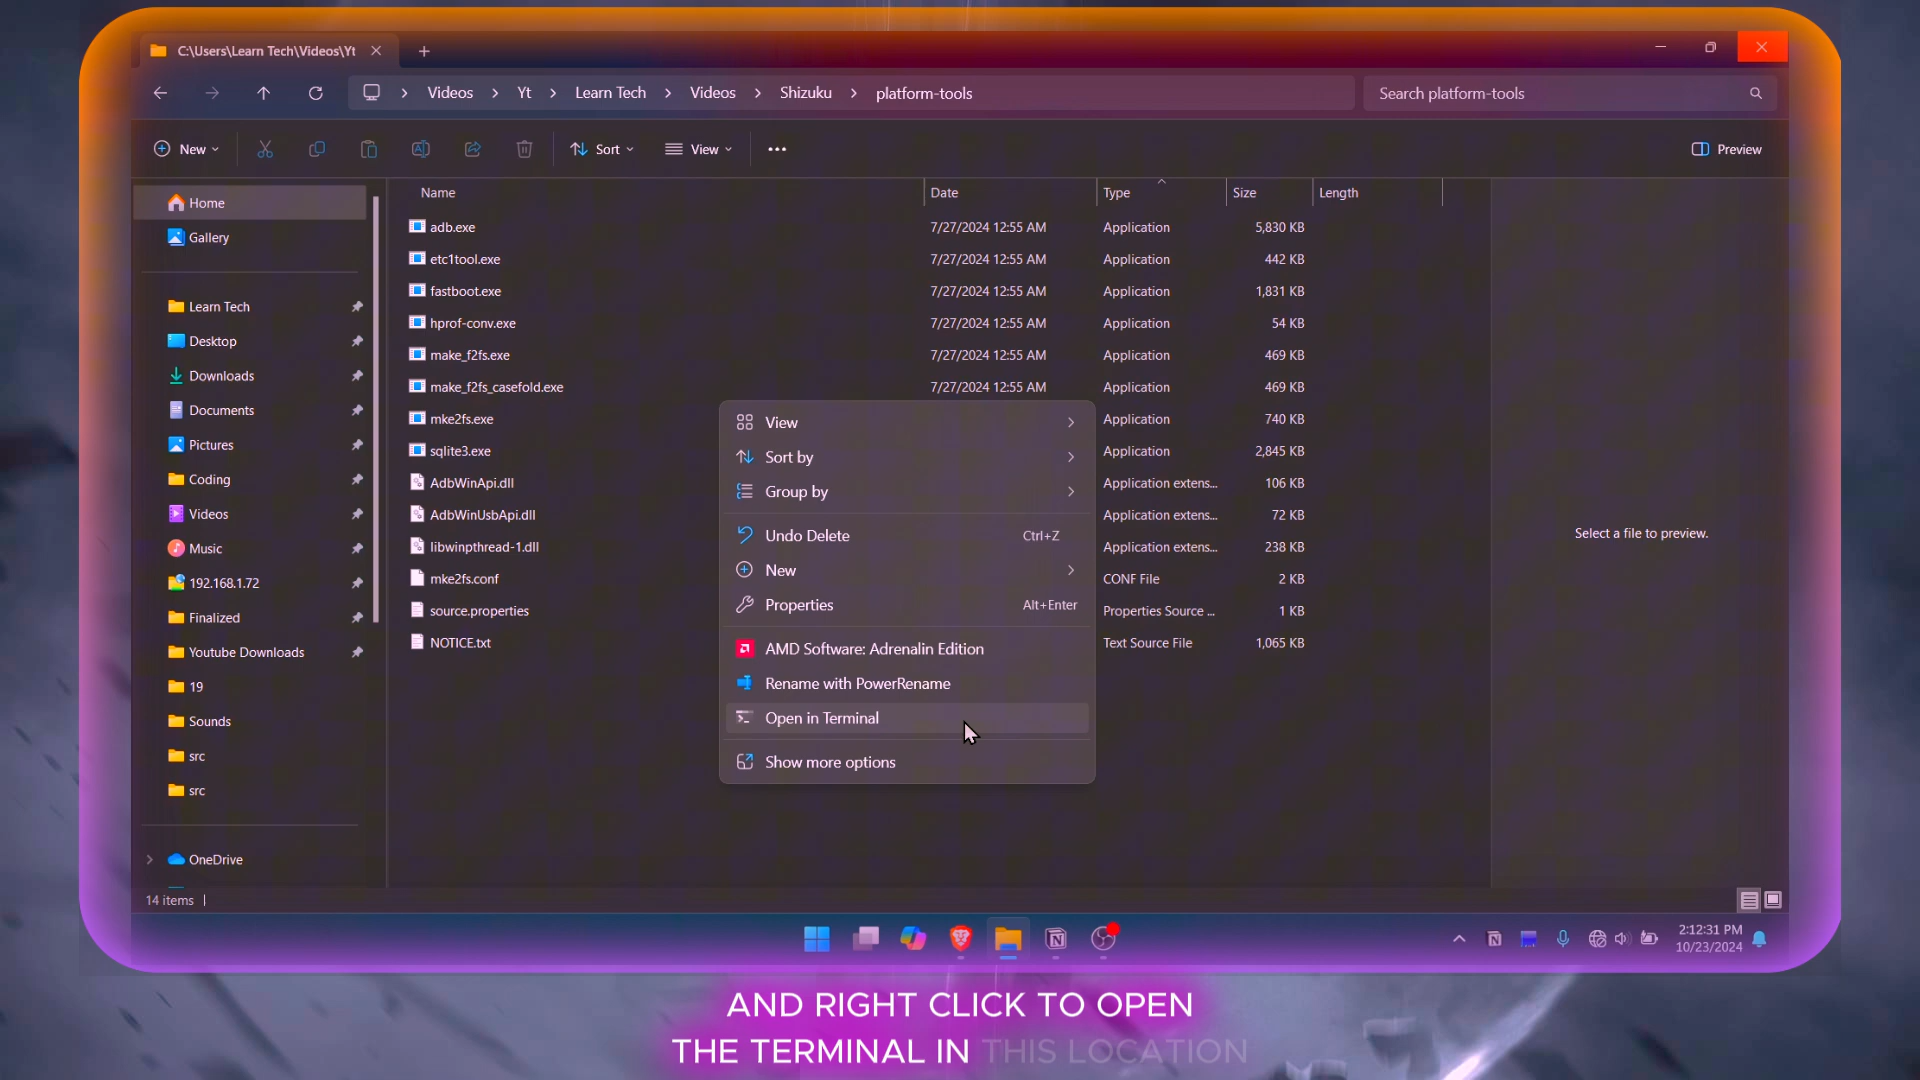 C:\Users\Learn Tech\Videos\Yt
Videos > Yt > Learn Tech > Videos > Shizuku > platform-tools
Search platform-tools
New
Sort
View
Preview
Name Date Type Size Length
Home
Gallery
Learn Tech
Desktop
Downloads
Documents
Pictures
Coding
Videos
Music
192.168.1.72
Finalized
Youtube Downloads
19
Sounds
src
src
OneDrive
adb.exe 7/27/2024 12:55 AM Application 5,830 KB
etc1tool.exe 7/27/2024 12:55 AM Application 442 KB
fastboot.exe 7/27/2024 12:55 AM Application 1,831 KB
hprof-conv.exe 7/27/2024 12:55 AM Application 54 KB
make_f2fs.exe 7/27/2024 12:55 AM Application 469 KB
make_f2fs_casefold.exe 7/27/2024 12:55 AM Application 469 KB
mke2fs.exe Application 740 KB
sqlite3.exe Application 2,845 KB
AdbWinApi.dll Application extens... 106 KB
AdbWinUsbApi.dll Application extens... 72 KB
libwinpthread-1.dll Application extens... 238 KB
mke2fs.conf CONF File 2 KB
source.properties Properties Source ... 1 KB
NOTICE.txt Text Source File 1,065 KB
View
Sort by
Group by
Undo Delete Ctrl+Z
New
Properties Alt+Enter
AMD Software: Adrenalin Edition
Rename with PowerRename
Open in Terminal
Show more options
Select a file to preview.
14 items
2:12:31 PM
10/23/2024
AND RIGHT CLICK TO OPEN
THE TERMINAL IN THIS LOCATION